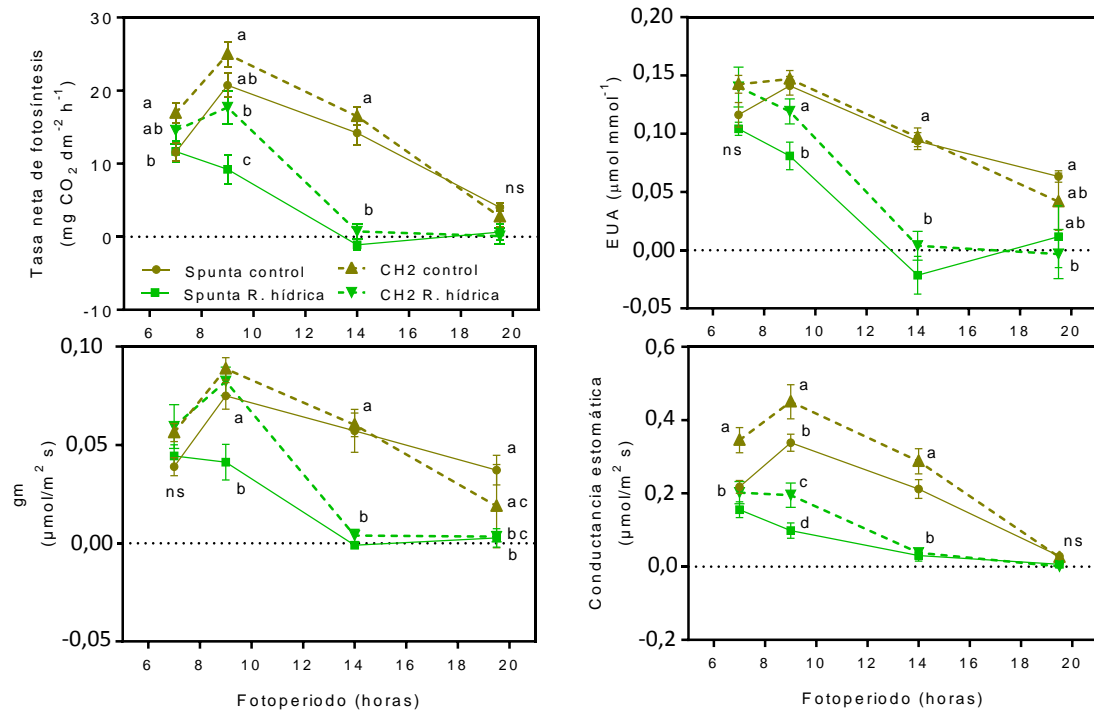 Tasa neta de fotosíntesis
(mg CO2 dm-2 h-1)
30
20
10
0
-10
a
ab
b
a
ab
b
c
a
b
ns
Spunta control
CH2 control
Spunta R. hídrica
CH2 R. hídrica
6 8 10 12 14 16 18 20
EUA (µmol mmol-1)
0,20
0,15
0,10
0,05
0,00
-0,05
ns
a
b
a
b
a
ab
ab
b
6 8 10 12 14 16 18 20
gm
(µmol/m2 s)
0,10
0,05
0,00
-0,05
ns
a
b
a
b
a
ac
bc
b
6 8 10 12 14 16 18 20
Fotoperiodo (horas)
Conductancia estomática
(µmol/m2 s)
0,6
0,4
0,2
0,0
-0,2
a
b
a
b
c
d
a
b
ns
6 8 10 12 14 16 18 20
Fotoperiodo (horas)